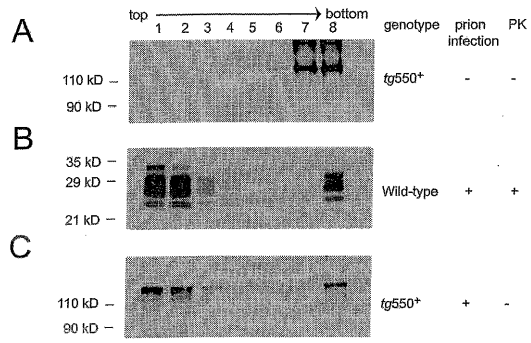 top bottom
A 1 2 3 4 5 6 7 8 genotype prion infection PK
110 kD –
90 kD –
tg550+ - -
B
35 kD –
29 kD –
21 kD –
Wild-type + +
C
110 kD –
90 kD –
tg550+ + -